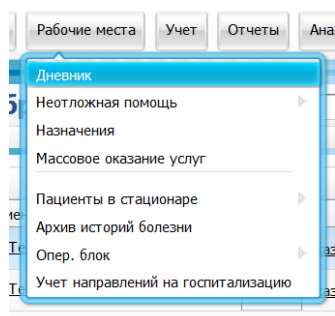 Рабочие места Учет Отчеты
Дневник
Неотложная помощь
Назначения
Массовое оказание услуг
Пациенты в стационаре
Архив историй болезни
Опер. блок
Учет направлений на госпитализацию